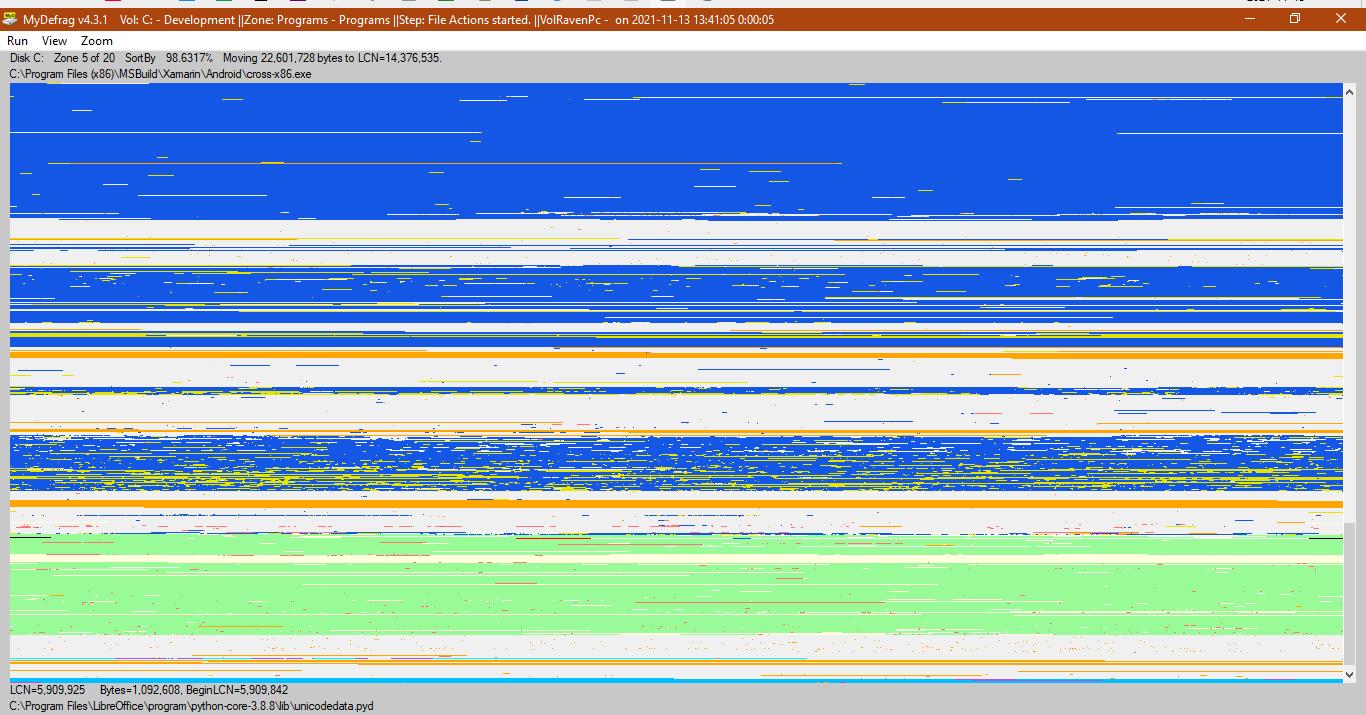 MyDefrag v4.3.1 Vol: C: - Development ||Zone: Programs - Programs ||Step: File Actions started. ||VolRavenPc - on 2021-11-13 13:41:05 0:00:05
Run View Zoom
Disk C: Zone 5 of 20 SortBy 98.6317% Moving 22,601,728 bytes to LCN=14,376,535.
C:\Program Files (x86)\MSBuild\Xamarin\Android\cross-x86.exe
LCN=5,909,925 Bytes=1,092,608, BeginLCN=5,909,842
C:\Program Files\LibreOffice\program\python-core-3.8.8\lib\unicodedata.pyd